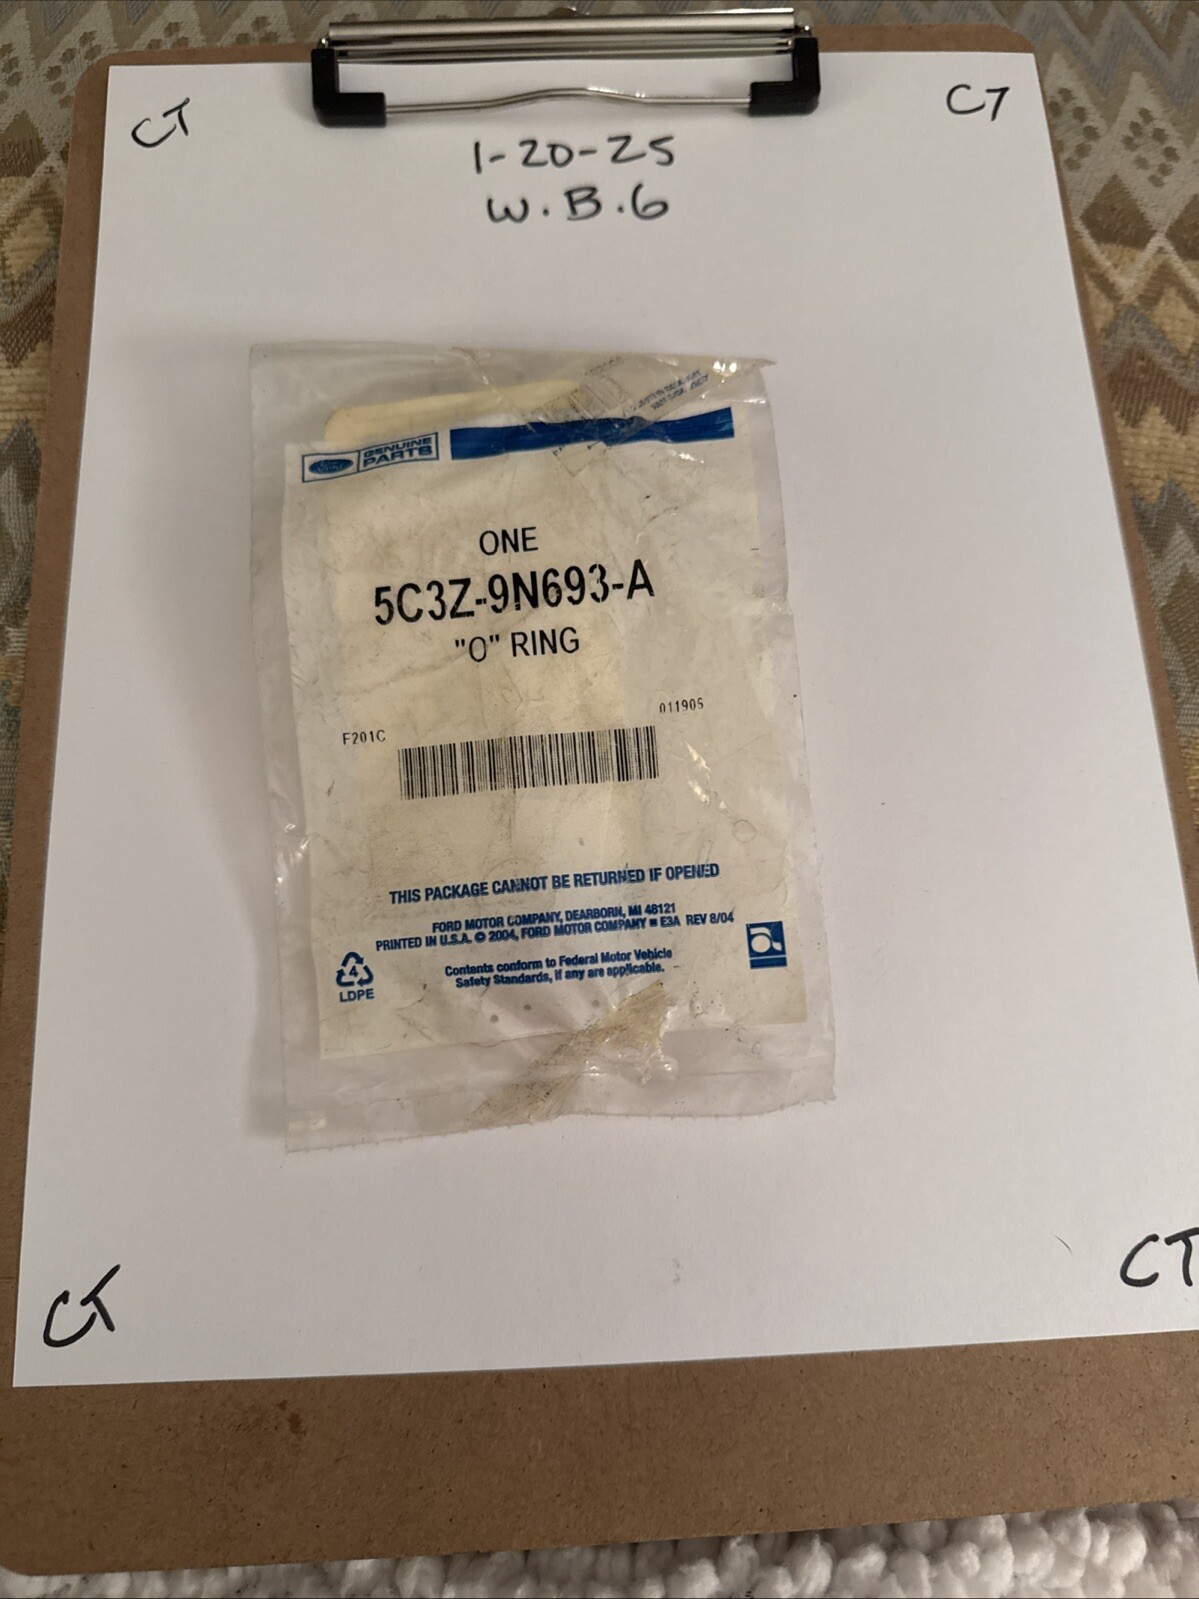 CT
CT
1-20-25
W.B.6
Ford
GENUINE
PARTS
ONE
5C3Z-9N693-A
"O" RING
011906
F201C
THIS PACKAGE CANNOT BE RETURNED IF OPENED
FORD MOTOR COMPANY, DEARBORN, MI 48121
PRINTED IN U.S.A. © 2004, FORD MOTOR COMPANY ■ E3A REV 8/04
Contents conform to Federal Motor Vehicle
Safety Standards, if any are applicable.
4
LDPE
CT
CT